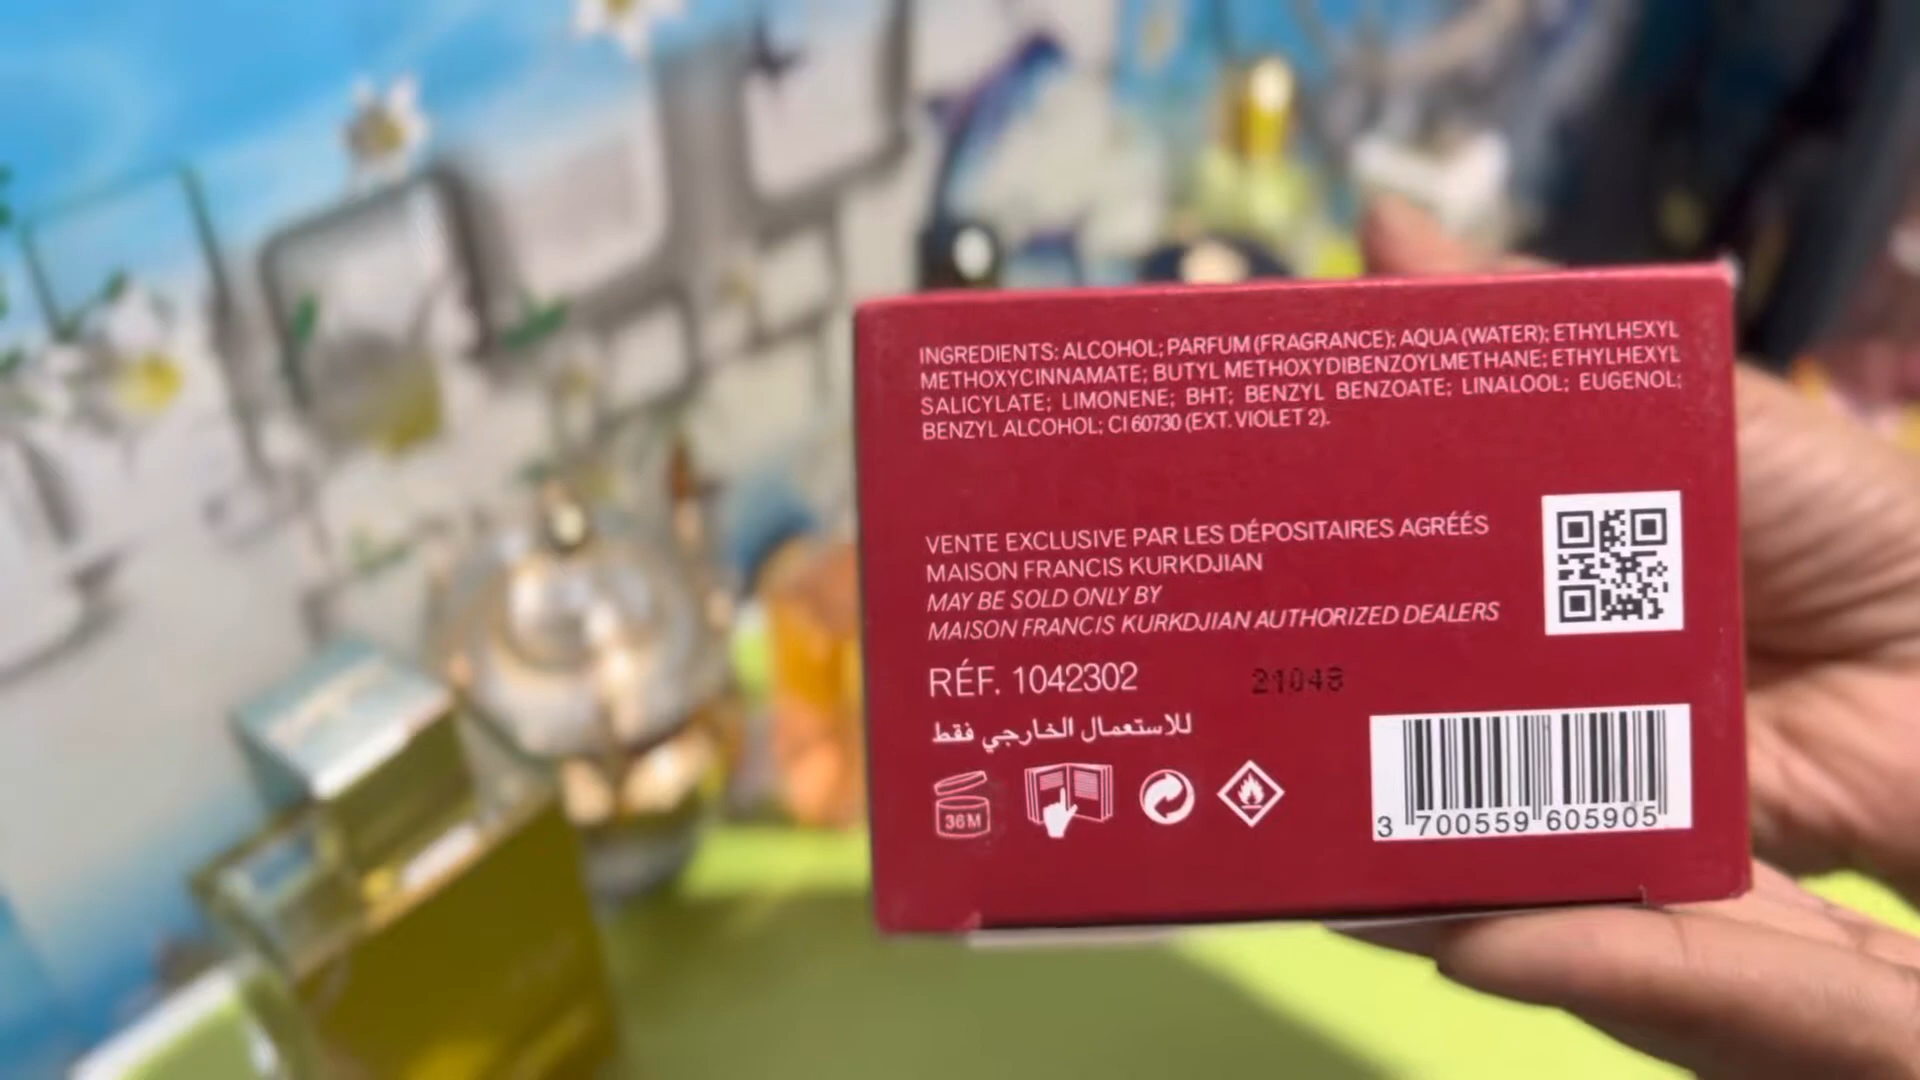 INGREDIENTS: ALCOHOL; PARFUM (FRAGRANCE); AQUA (WATER); ETHYLHEXYL
METHOXYCINNAMATE; BUTYL METHOXYDIBENZOYLMETHANE; ETHYLHEXYL
SALICYLATE; LIMONENE; BHT; BENZYL BENZOATE; LINALOOL; EUGENOL;
BENZYL ALCOHOL; CI 60730 (EXT. VIOLET 2).
VENTE EXCLUSIVE PAR LES DÉPOSITAIRES AGRÉÉS
MAISON FRANCIS KURKDJIAN
MAY BE SOLD ONLY BY
MAISON FRANCIS KURKDJIAN AUTHORIZED DEALERS
RÉF. 1042302
21048
للاستعمال الخارجي فقط
36M
3 700559 605905